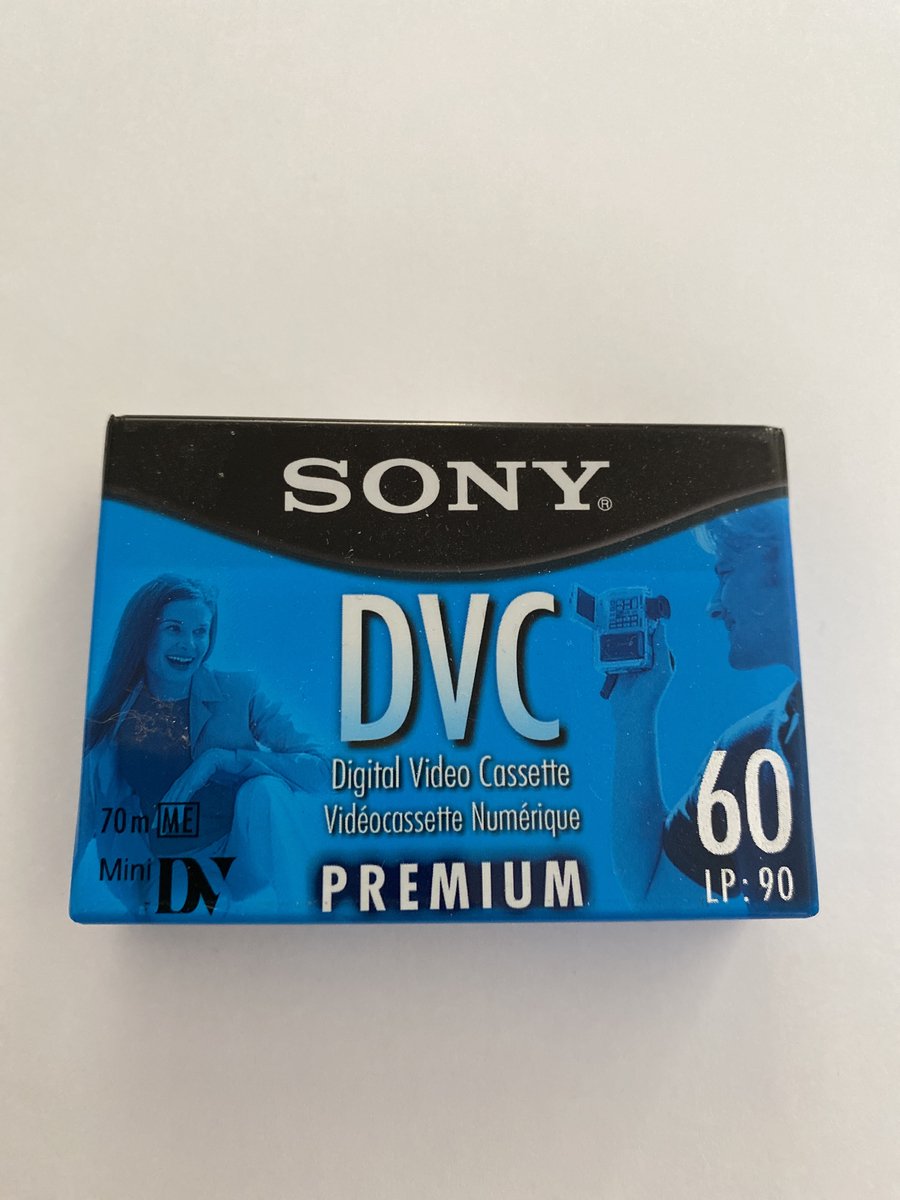 SONY®
DVC
Digital Video Cassette
Vidéocassette Numérique
PREMIUM
70m ME
Mini DV
60
LP: 90